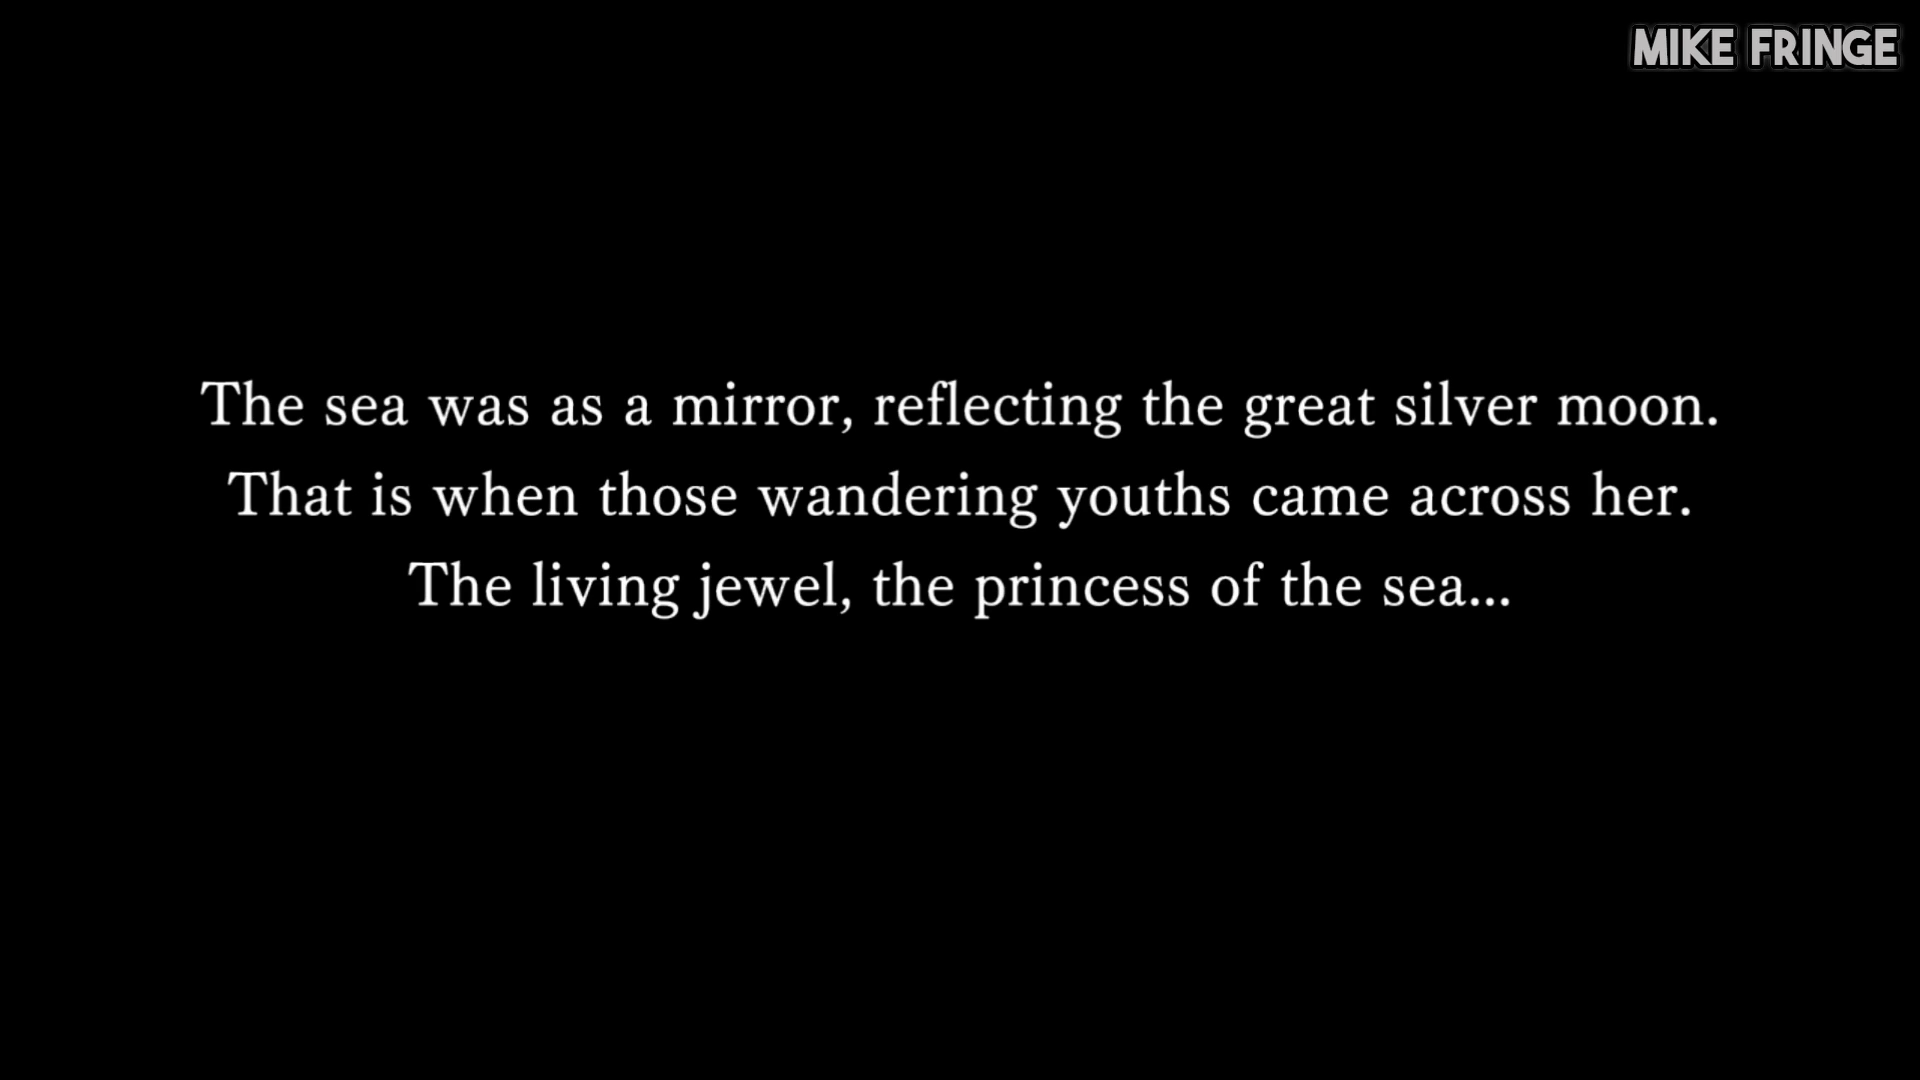 MIKE FRINGE
The sea was as a mirror, reflecting the great silver moon.
That is when those wandering youths came across her.
The living jewel, the princess of the sea...